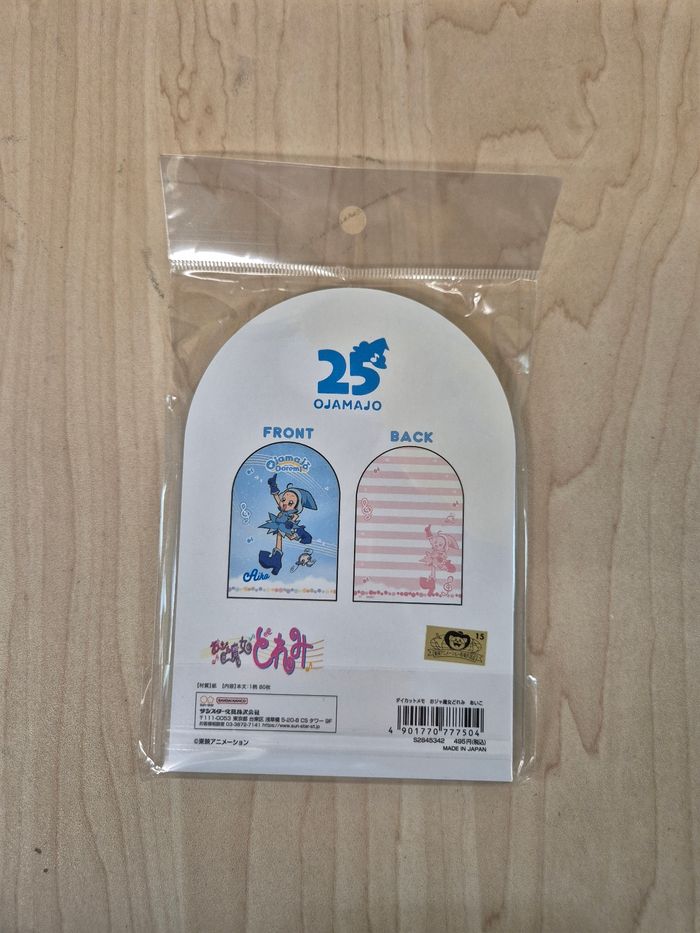 25
OJAMAJO
FRONT
BACK
Ojamajo
Doremi
Aiko
おジャ魔女
どれみ
15
【材質】紙 【内容】本文:1柄 80枚
BANDAI NAMCO
サンスター文具株式会社
〒111-0053 東京都 台東区 浅草橋 5-20-8 CS タワー 9F
お客様相談室 03-3872-7141 https://www.sun-star-st.jp
©東映アニメーション
ダイカットメモ おジャ魔女どれみ あいこ
4 901770 777504
S2845342 495円(税込)
MADE IN JAPAN